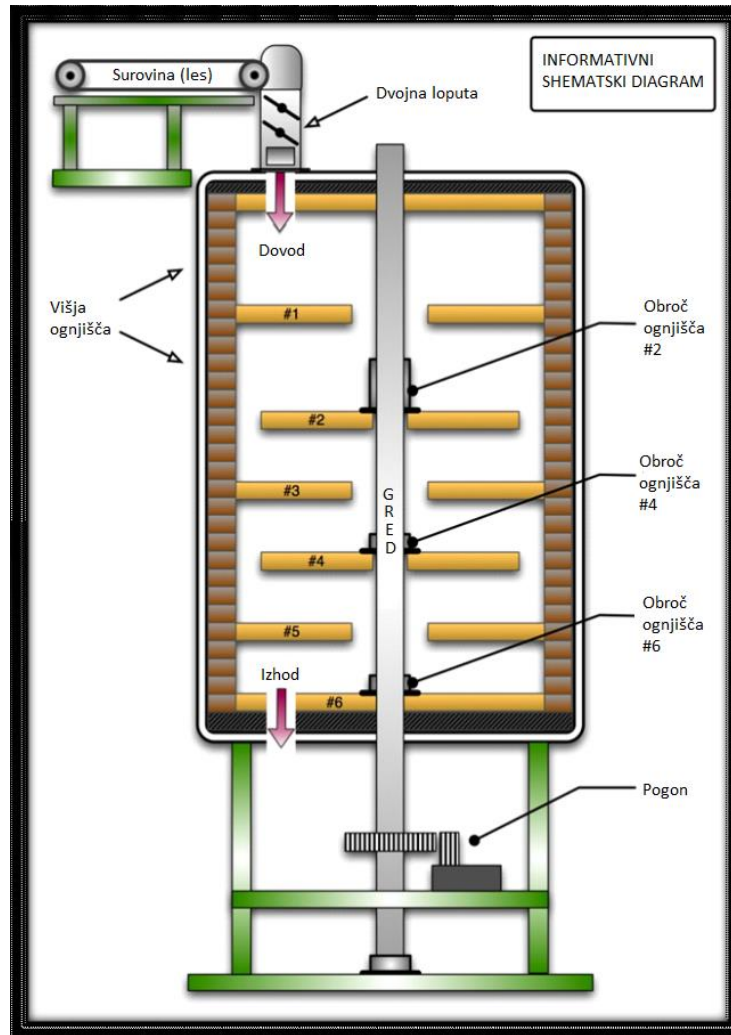 INFORMATIVNI
SHEMATSKI DIAGRAM
Surovina (les)
Dvojna loputa
Dovod
Višja
ognjišča
#1
Obroč
ognjišča
#2
#2
#3
GRED
Obroč
ognjišča
#4
#4
#5
Obroč
ognjišča
#6
Izhod
#6
Pogon